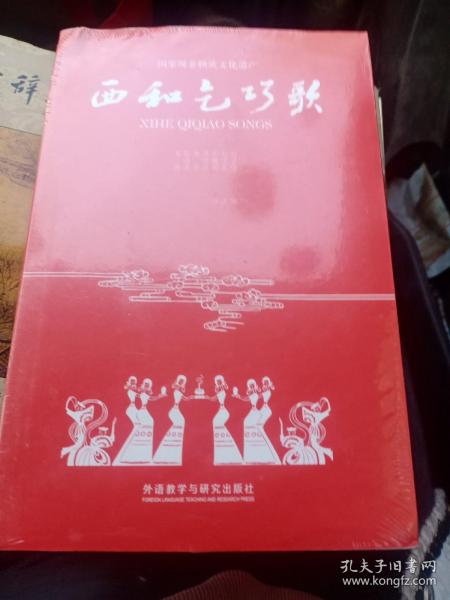 国家级非物质文化遗产
西和乞巧歌
XIHE QIQIAO SONGS
外语教学与研究出版社
FOREIGN LANGUAGE TEACHING AND RESEARCH PRESS
辞
孔夫子旧书网
www.kongfz.com